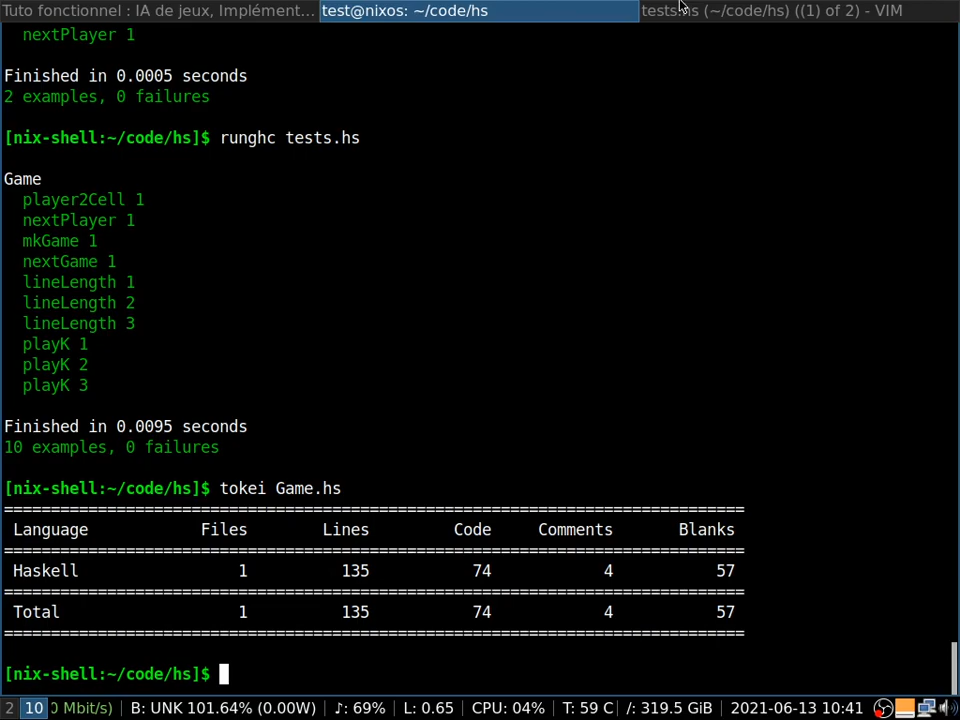 Tuto fonctionnel : IA de jeux, Implément... test@nixos: ~/code/hs tests.hs (~/code/hs) ((1) of 2) - VIM
nextPlayer 1
Finished in 0.0005 seconds
2 examples, 0 failures
[nix-shell:~/code/hs]$ runghc tests.hs
Game
player2Cell 1
nextPlayer 1
mkGame 1
nextGame 1
lineLength 1
lineLength 2
lineLength 3
playK 1
playK 2
playK 3
Finished in 0.0095 seconds
10 examples, 0 failures
[nix-shell:~/code/hs]$ tokei Game.hs
===============================================================================
Language Files Lines Code Comments Blanks
===============================================================================
Haskell 1 135 74 4 57
===============================================================================
Total 1 135 74 4 57
===============================================================================
[nix-shell:~/code/hs]$
2 10 0 Mbit/s) | B: UNK 101.64% (0.00W) | ♪: 69% | L: 0.65 | CPU: 04% | T: 59 C | /: 319.5 GiB | 2021-06-13 10:41